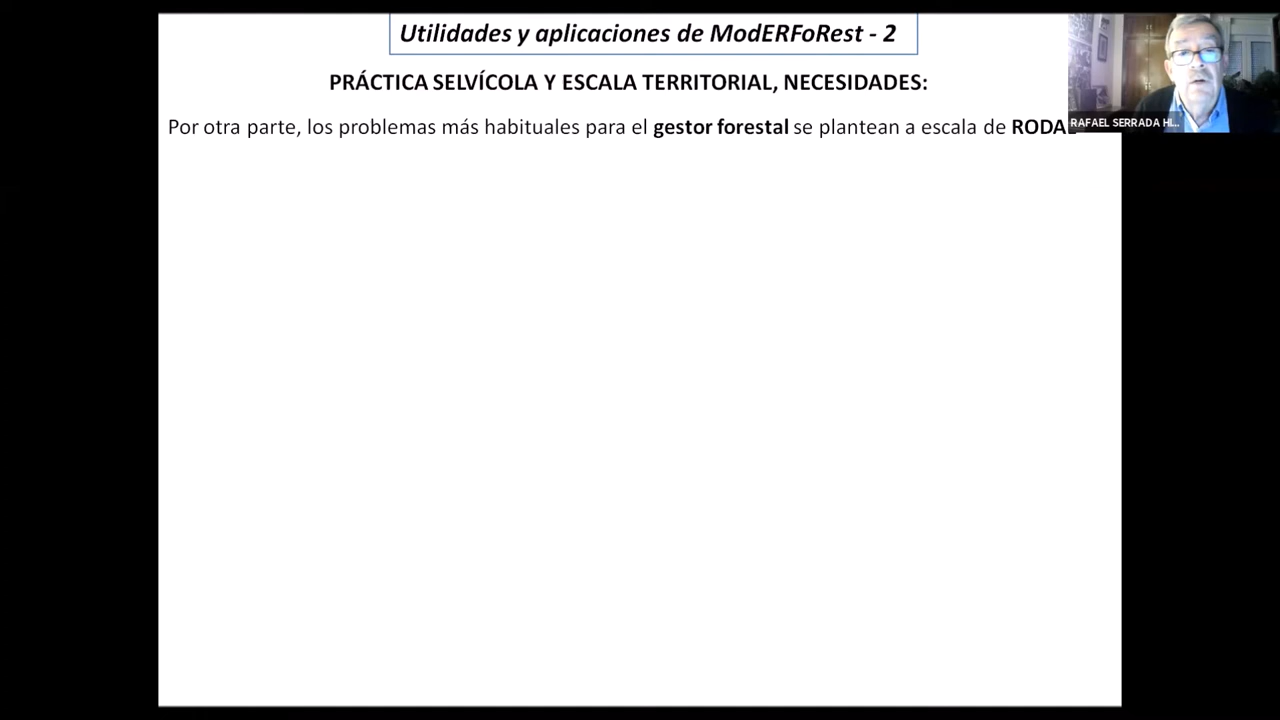 Utilidades y aplicaciones de ModERFoRest - 2
PRÁCTICA SELVÍCOLA Y ESCALA TERRITORIAL, NECESIDADES:
Por otra parte, los problemas más habituales para el gestor forestal se plantean a escala de RODAL
RAFAEL SERRADA HI...